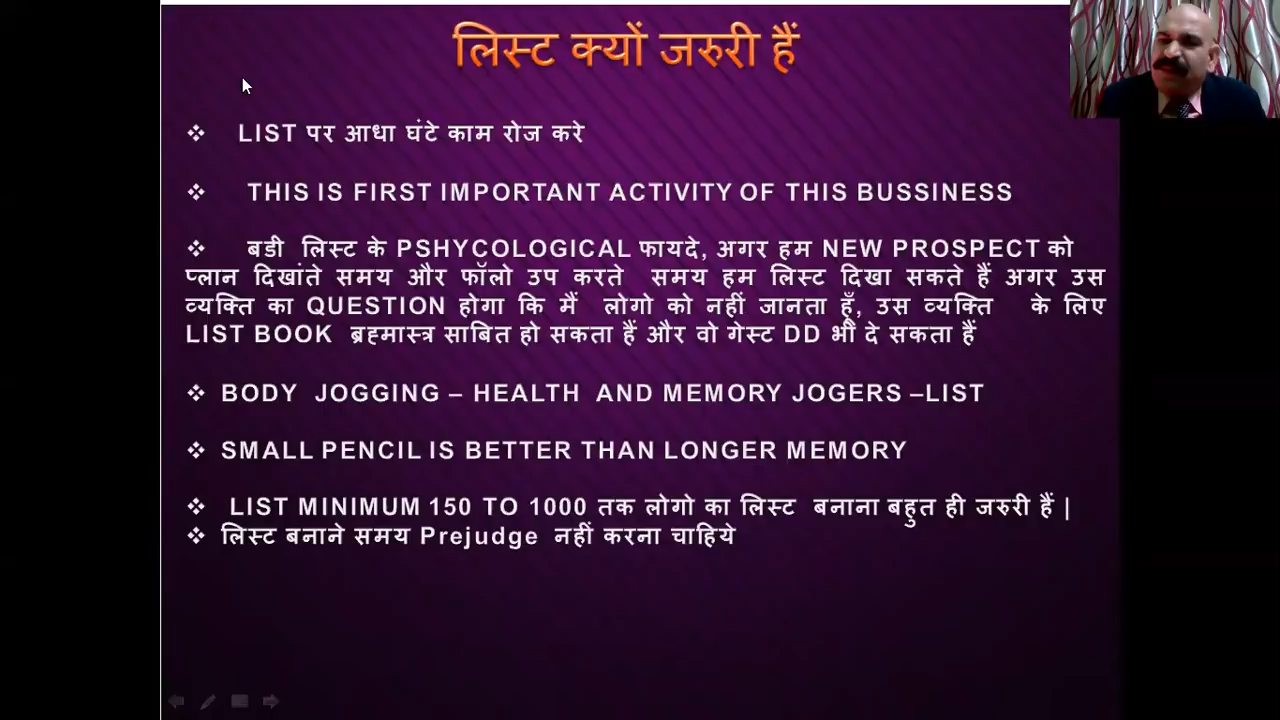 लिस्ट क्यों जरुरी हैं
❖ LIST पर आधा घंटे काम रोज करे
❖ THIS IS FIRST IMPORTANT ACTIVITY OF THIS BUSSINESS
❖ बडी लिस्ट के PSHYCOLOGICAL फायदे, अगर हम NEW PROSPECT को
प्लान दिखांते समय और फॉलो उप करते समय हम लिस्ट दिखा सकते हैं अगर उस
व्यक्ति का QUESTION होगा कि मैं लोगो को नहीं जानता हूँ, उस व्यक्ति के लिए
LIST BOOK ब्रह्मास्त्र साबित हो सकता हैं और वो गेस्ट DD भी दे सकता हैं
❖ BODY JOGGING – HEALTH AND MEMORY JOGERS –LIST
❖ SMALL PENCIL IS BETTER THAN LONGER MEMORY
❖ LIST MINIMUM 150 TO 1000 तक लोगो का लिस्ट बनाना बहुत ही जरुरी हैं |
❖ लिस्ट बनाने समय Prejudge नहीं करना चाहिये